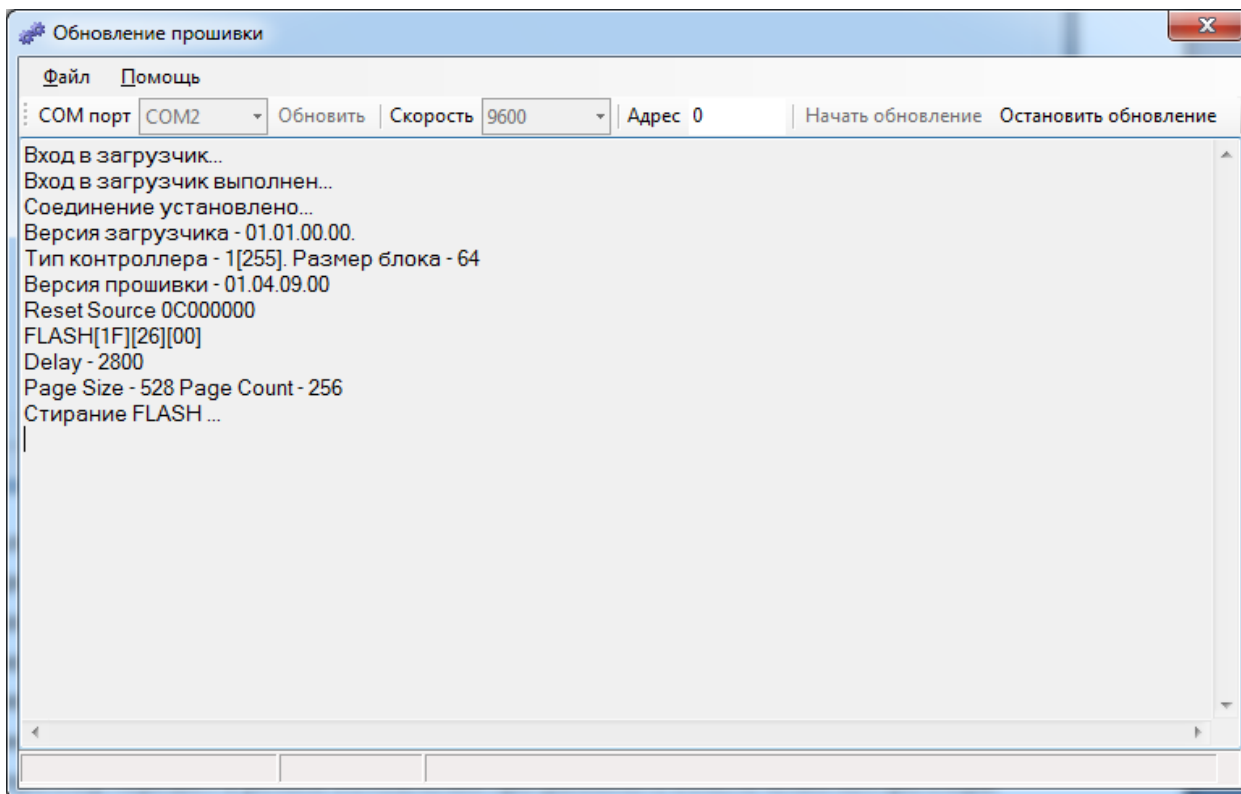 Обновление прошивки
Файл Помощь
COM порт COM2 Обновить Скорость 9600 Адрес 0 Начать обновление Остановить обновление
Вход в загрузчик...
Вход в загрузчик выполнен...
Соединение установлено...
Версия загрузчика - 01.01.00.00.
Тип контроллера - 1[255]. Размер блока - 64
Версия прошивки - 01.04.09.00
Reset Source 0C000000
FLASH[1F][26][00]
Delay - 2800
Page Size - 528 Page Count - 256
Стирание FLASH ...